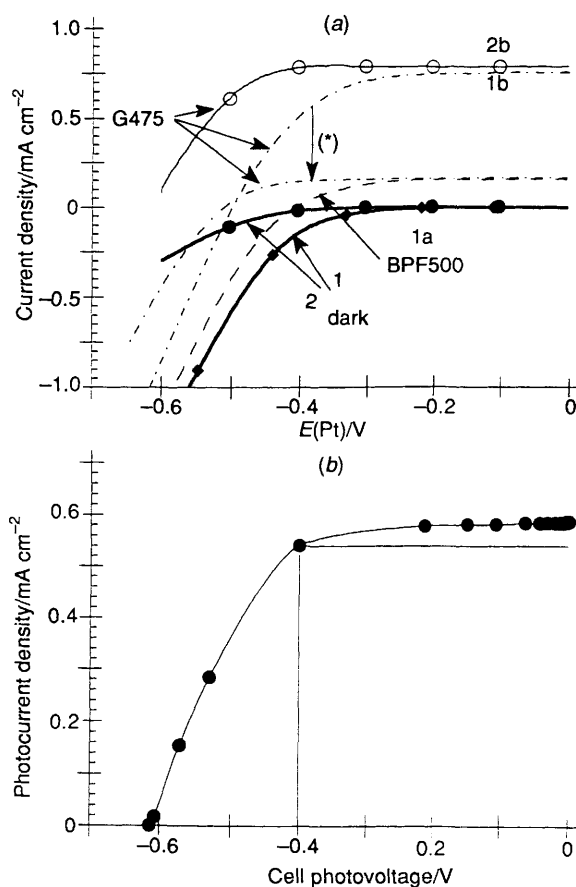 (a)
1.0
2b
1b
G475
0.5
(*)
0
1a
BPF500
1
2
dark
−0.5
−1.0
Current density/mA cm⁻²
−0.6
−0.4
−0.2
0
E(Pt)/V
(b)
0.6
0.4
0.2
0
Photocurrent density/mA cm⁻²
−0.6
−0.4
0.2
0
Cell photovoltage/V